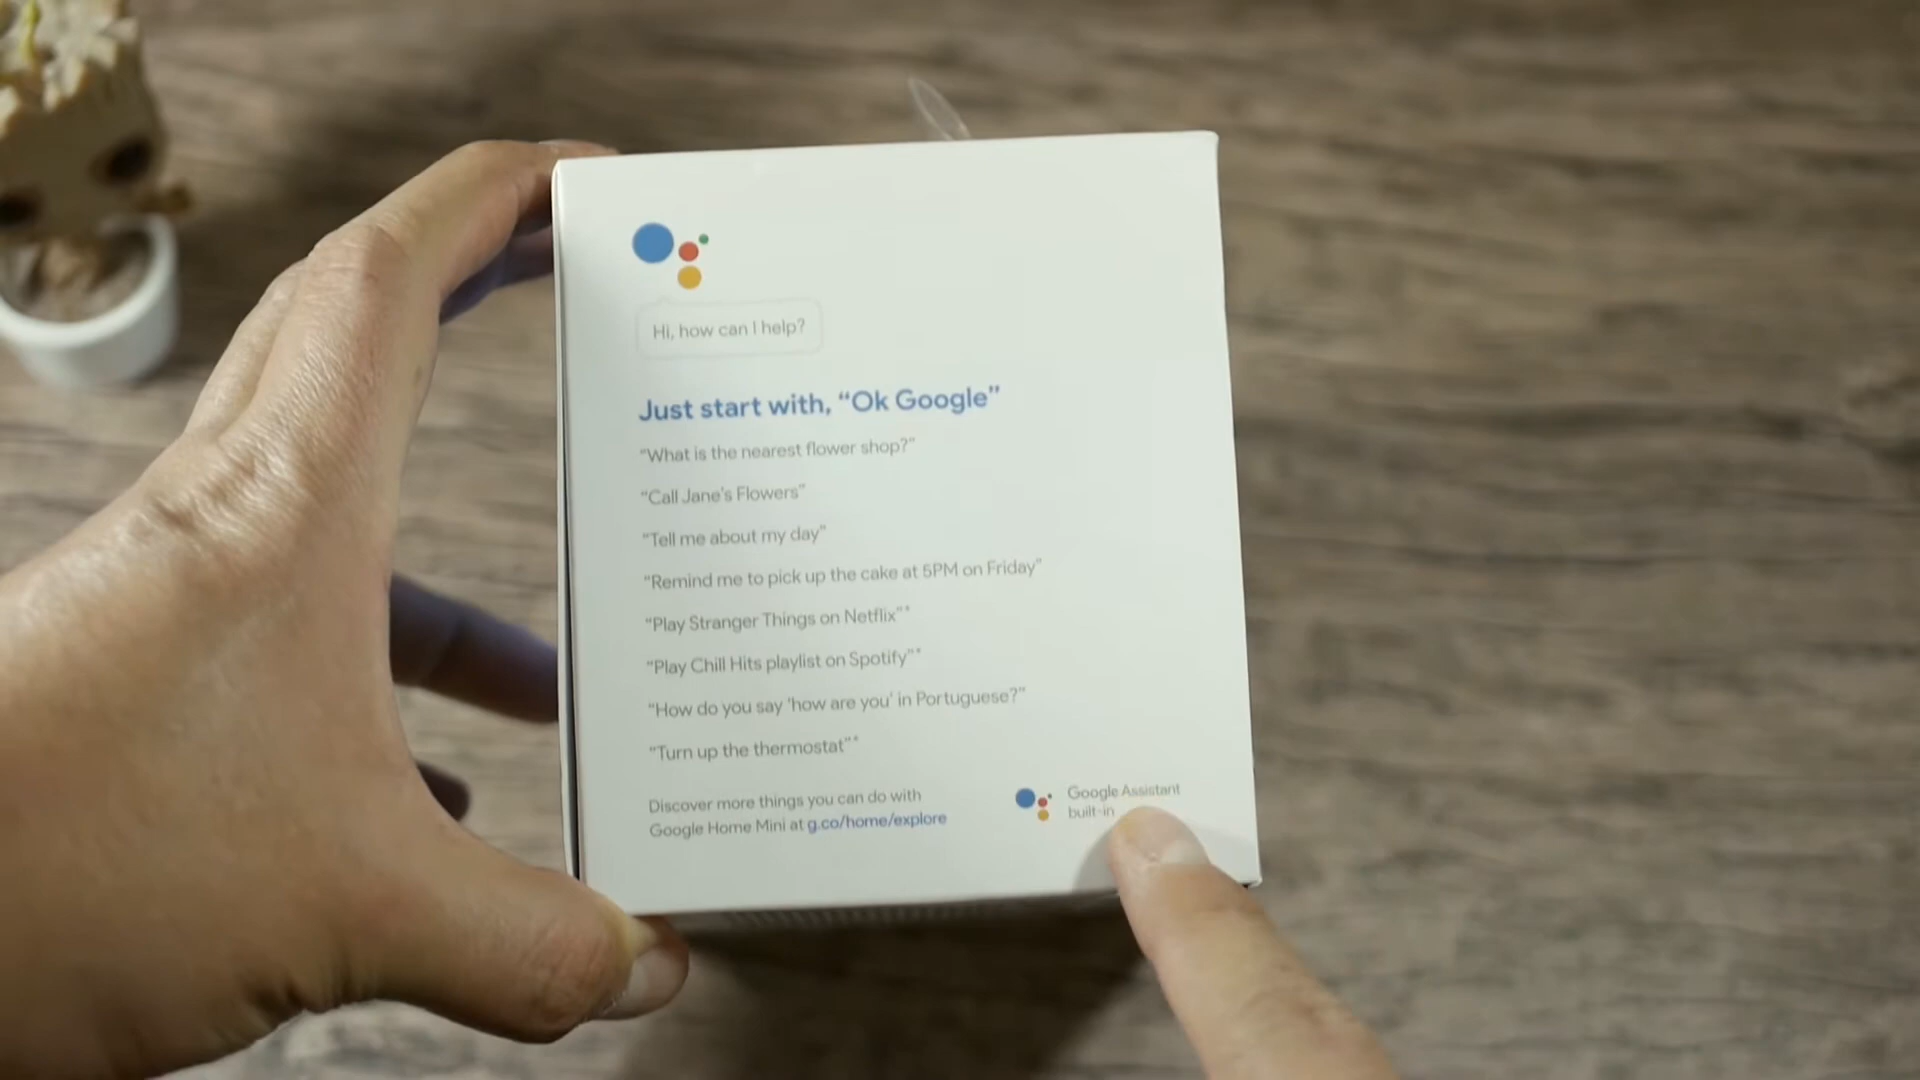 Hi, how can I help?
Just start with, “Ok Google”
“What is the nearest flower shop?”
“Call Jane's Flowers”
“Tell me about my day”
“Remind me to pick up the cake at 5PM on Friday”
“Play Stranger Things on Netflix”*
“Play Chill Hits playlist on Spotify”*
“How do you say ‘how are you’ in Portuguese?”
“Turn up the thermostat”*
Discover more things you can do with
Google Home Mini at g.co/home/explore
Google Assistant
built-in